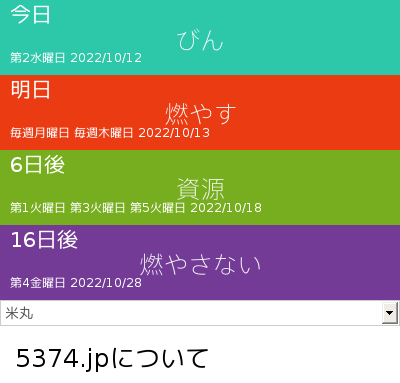 今日
びん
第2水曜日 2022/10/12
明日
燃やす
毎週月曜日 毎週木曜日 2022/10/13
6日後
資源
第1火曜日 第3火曜日 第5火曜日 2022/10/18
16日後
燃やさない
第4金曜日 2022/10/28
米丸
5374.jpについて